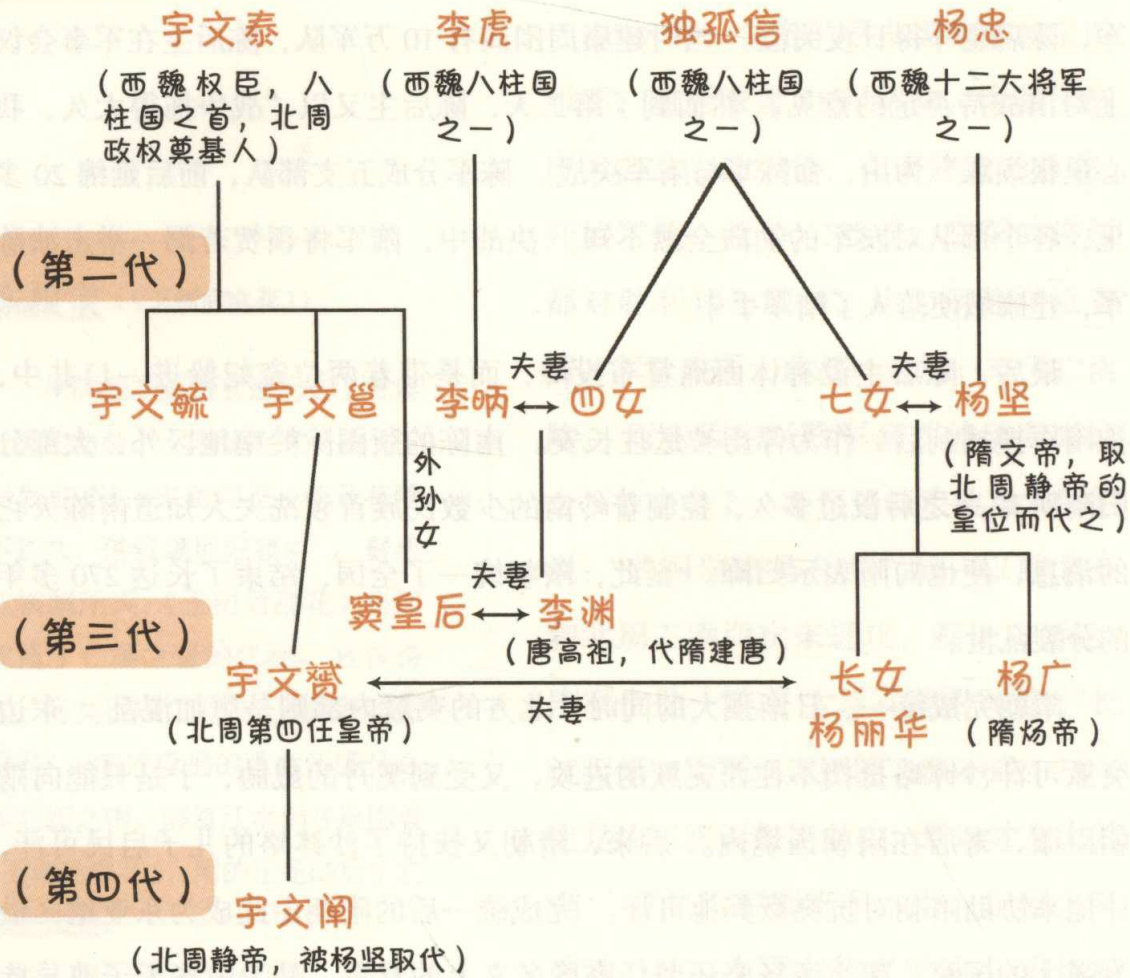 宇文泰 李虎 独孤信 杨忠
（西魏权臣，八
柱国之首，北周
政权奠基人）
（西魏八柱国
之一）
（西魏八柱国
之一）
（西魏十二大将军
之一）
（第二代）
宇文毓 宇文邕 李昞 夫妻 四女 七女 夫妻 杨坚
（隋文帝，取
北周静帝的
皇位而代之）
外孙女
（第三代）
窦皇后 夫妻 李渊
（唐高祖，代隋建唐）
宇文赟
（北周第四任皇帝）
夫妻
长女
杨丽华
杨广
（隋炀帝）
（第四代）
宇文阐
（北周静帝，被杨坚取代）